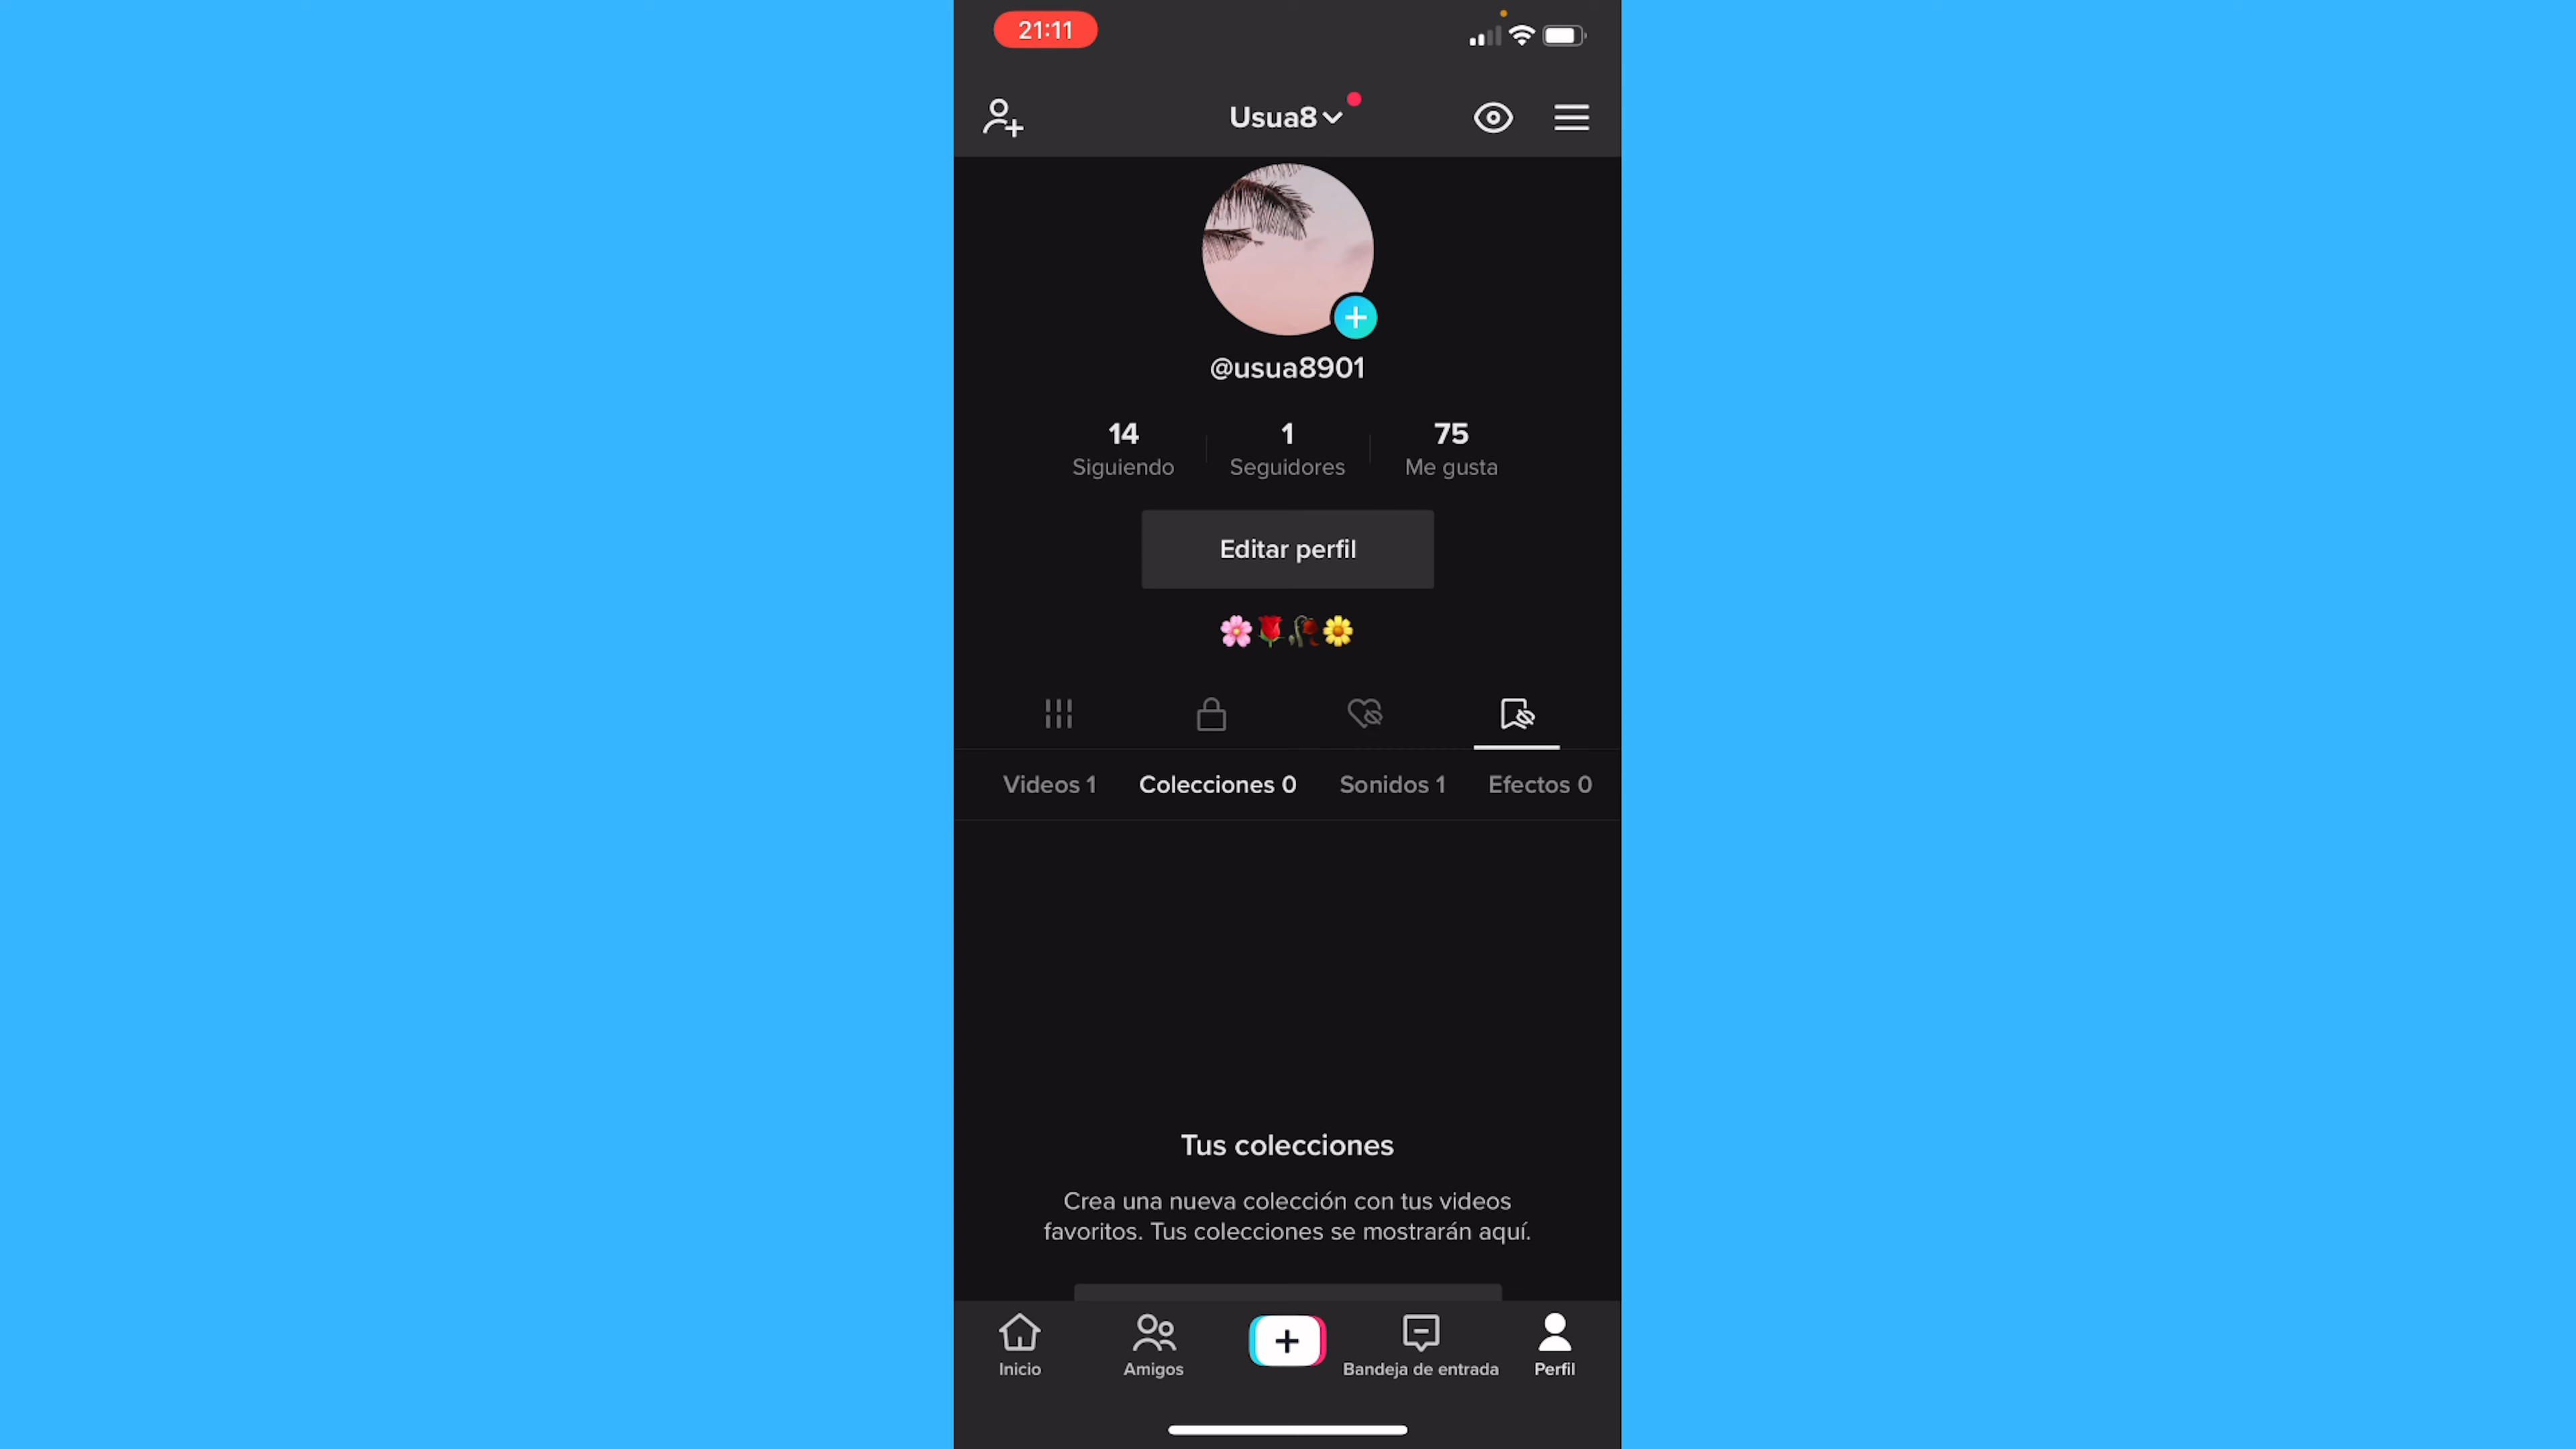 21:11
Usua8
@usua8901
14 1 75
Siguiendo Seguidores Me gusta
Editar perfil
Videos 1 Colecciones 0 Sonidos 1 Efectos 0
Tus colecciones
Crea una nueva colección con tus videos
favoritos. Tus colecciones se mostrarán aquí.
Inicio Amigos Bandeja de entrada Perfil